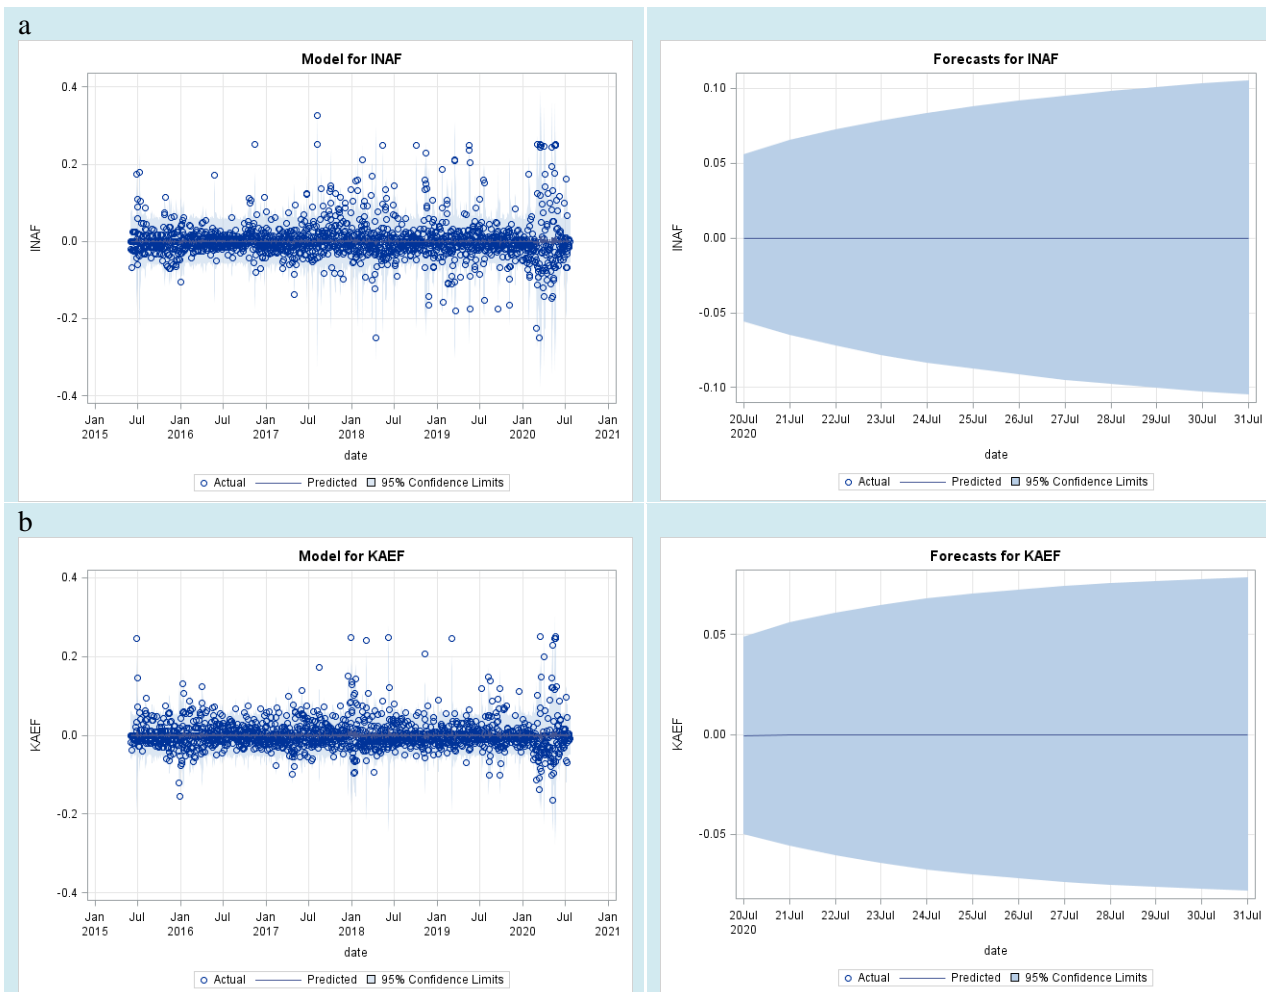 a
Model for INAF
0.4
0.2
0.0
-0.2
-0.4
INAF
Jan Jul Jan Jul Jan Jul Jan Jul Jan Jul Jan Jul Jan
2015 2016 2017 2018 2019 2020 2021
date
Actual Predicted 95% Confidence Limits
Forecasts for INAF
0.10
0.05
0.00
-0.05
-0.10
INAF
20Jul 21Jul 22Jul 23Jul 24Jul 25Jul 26Jul 27Jul 28Jul 29Jul 30Jul 31Jul
2020
date
Actual Predicted 95% Confidence Limits
b
Model for KAEF
0.4
0.2
0.0
-0.2
-0.4
KAEF
Jan Jul Jan Jul Jan Jul Jan Jul Jan Jul Jan Jul Jan
2015 2016 2017 2018 2019 2020 2021
date
Actual Predicted 95% Confidence Limits
Forecasts for KAEF
0.05
0.00
-0.05
KAEF
20Jul 21Jul 22Jul 23Jul 24Jul 25Jul 26Jul 27Jul 28Jul 29Jul 30Jul 31Jul
2020
date
Actual Predicted 95% Confidence Limits